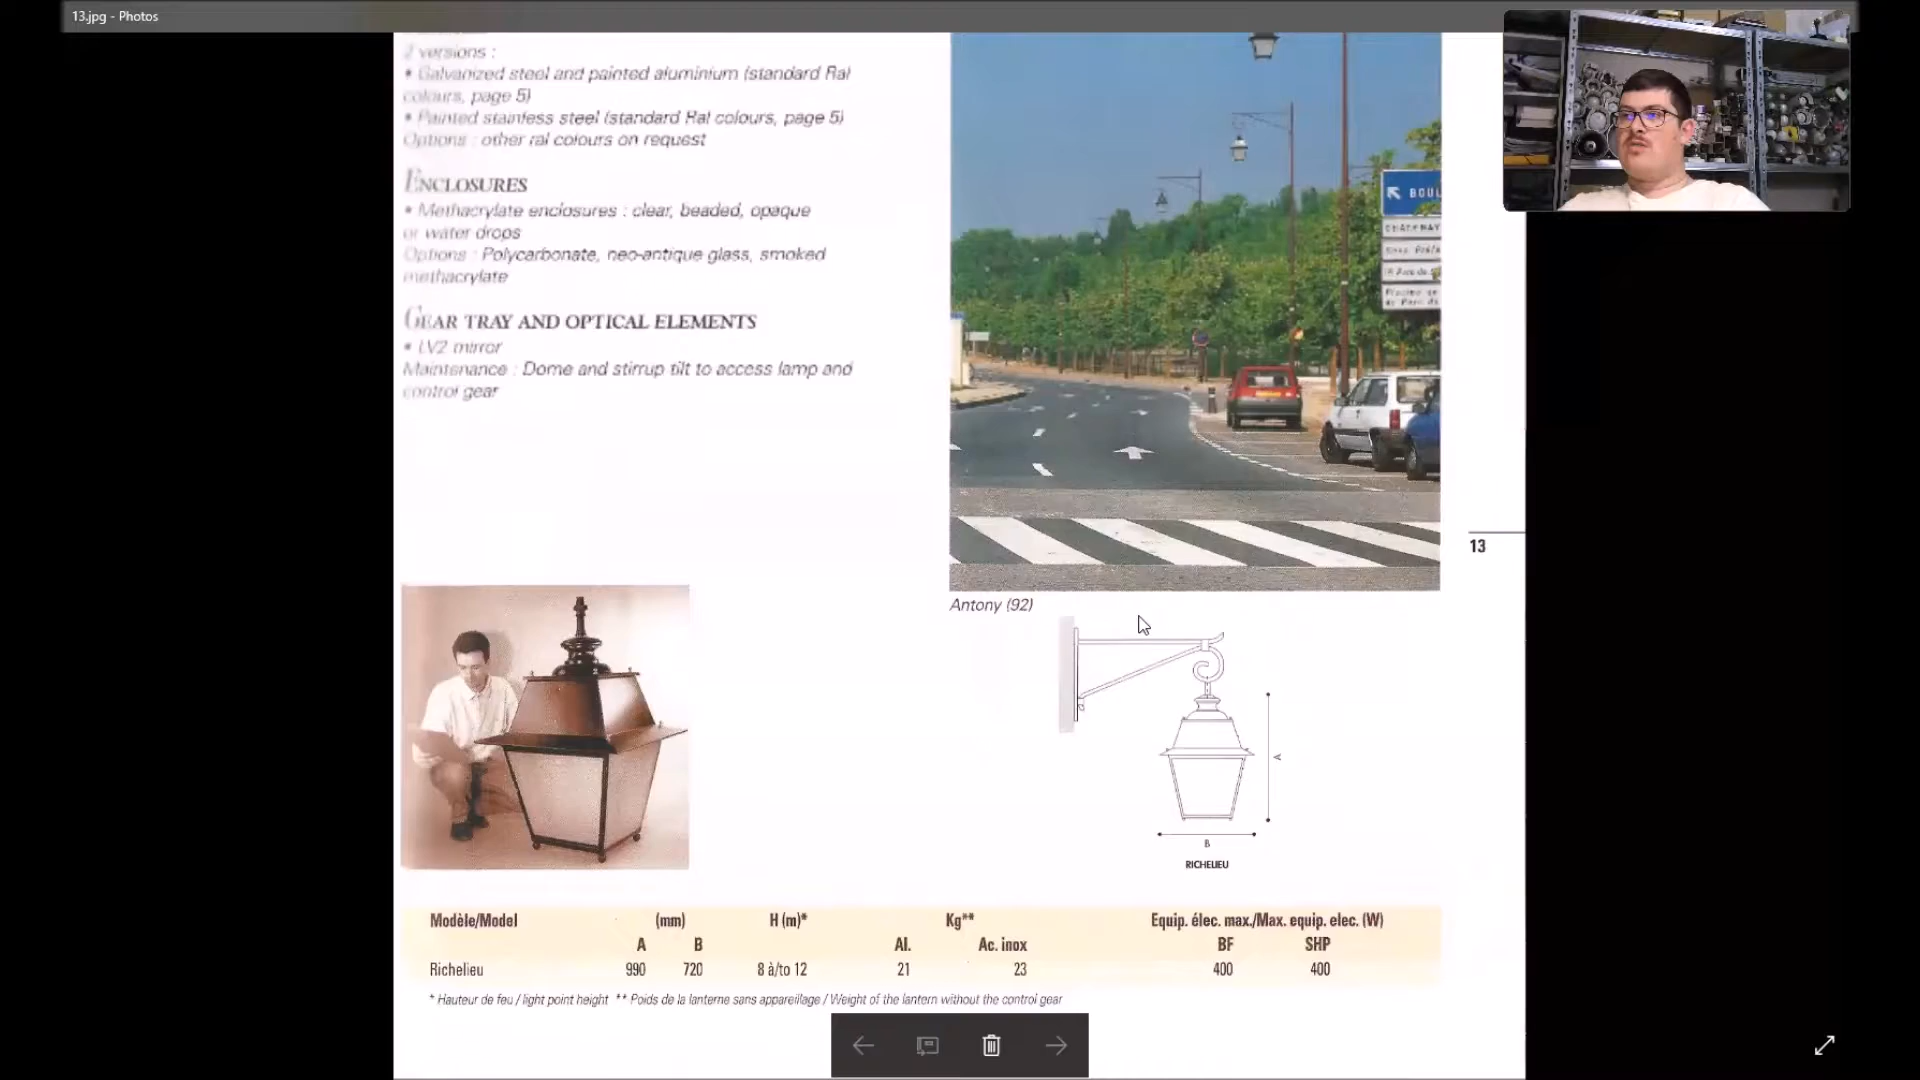 13.jpg - Photos
2 versions :
• Galvanized steel and painted aluminium (standard Ral
colours, page 5)
• Painted stainless steel (standard Ral colours, page 5)
Options : other ral colours on request
ENCLOSURES
• Methacrylate enclosures : clear, beaded, opaque
or water drops
Options : Polycarbonate, neo-antique glass, smoked
methacrylate
GEAR TRAY AND OPTICAL ELEMENTS
• LV2 mirror
Maintenance : Dome and stirrup tilt to access lamp and
control gear
BOUL
13
Antony (92)
A
B
RICHELIEU
Modèle/Model (mm) H (m)* Kg** Equip. élec. max./Max. equip. elec. (W)
A B Al. Ac. inox BF SHP
Richelieu 990 720 8 à/to 12 21 23 400 400
* Hauteur de feu / light point height ** Poids de la lanterne sans appareillage / Weight of the lantern without the control gear